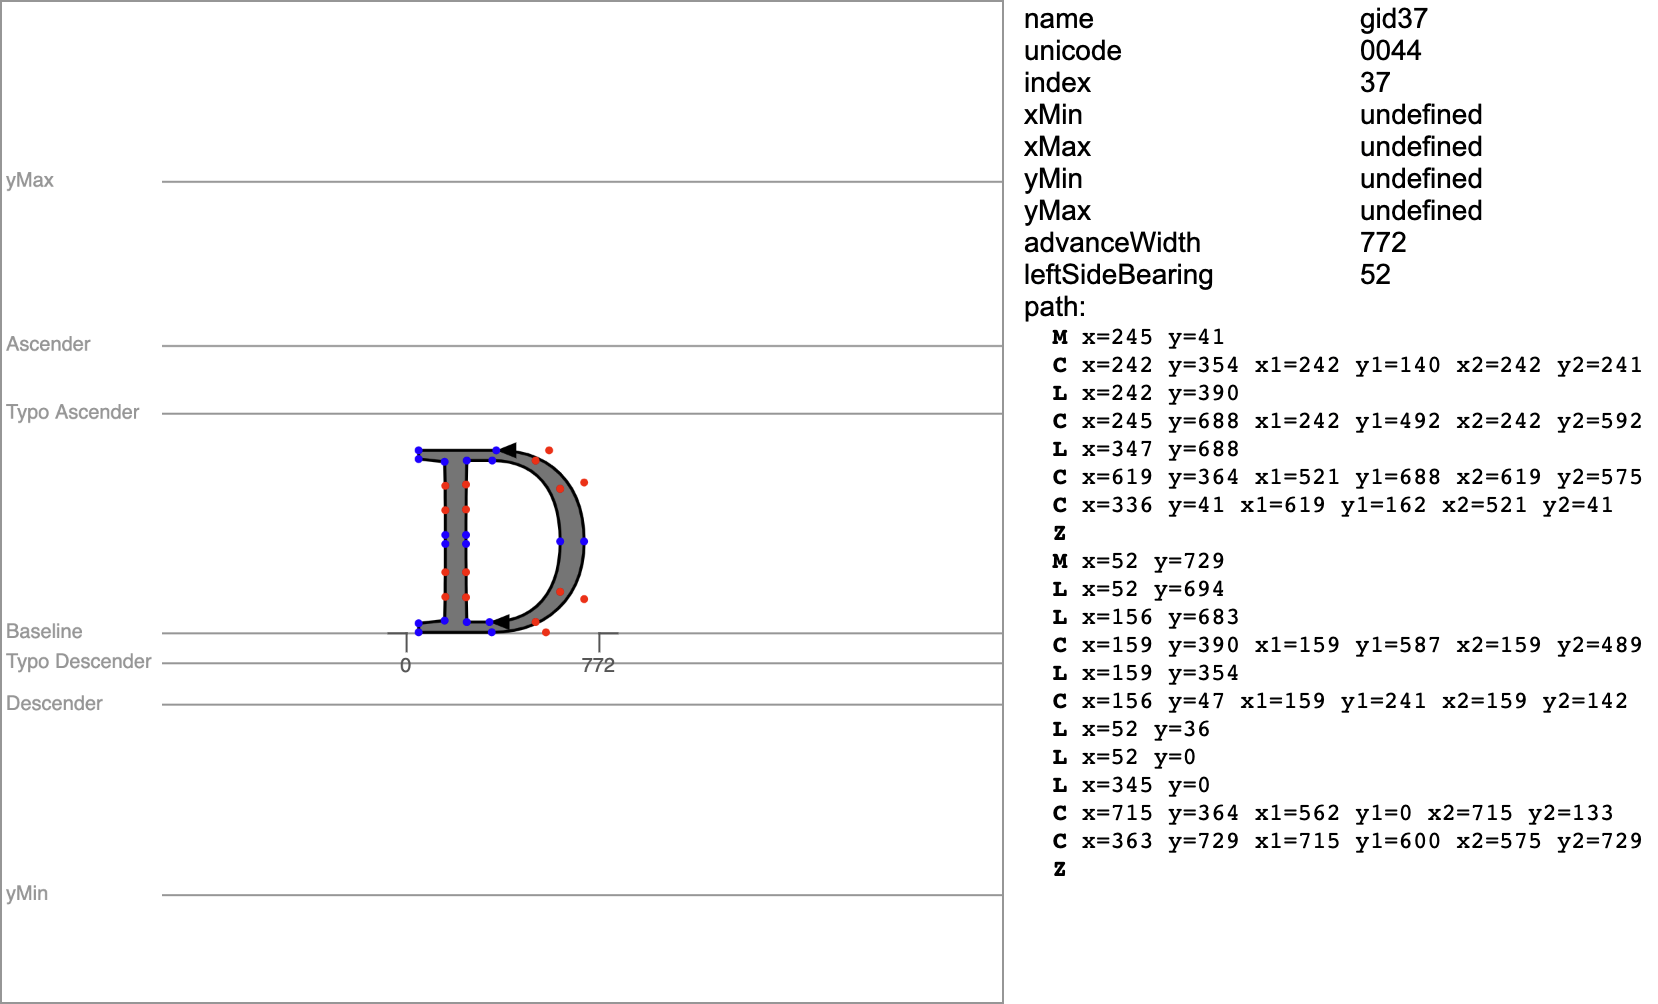 yMax
Ascender
Typo Ascender
D
Baseline
Typo Descender
0 772
Descender
yMin
name gid37
unicode 0044
index 37
xMin undefined
xMax undefined
yMin undefined
yMax undefined
advanceWidth 772
leftSideBearing 52
path:
M x=245 y=41
C x=242 y=354 x1=242 y1=140 x2=242 y2=241
L x=242 y=390
C x=245 y=688 x1=242 y1=492 x2=242 y2=592
L x=347 y=688
C x=619 y=364 x1=521 y1=688 x2=619 y2=575
C x=336 y=41 x1=619 y1=162 x2=521 y2=41
Z
M x=52 y=729
L x=52 y=694
L x=156 y=683
C x=159 y=390 x1=159 y1=587 x2=159 y2=489
L x=159 y=354
C x=156 y=47 x1=159 y1=241 x2=159 y2=142
L x=52 y=36
L x=52 y=0
L x=345 y=0
C x=715 y=364 x1=562 y1=0 x2=715 y2=133
C x=363 y=729 x1=715 y1=600 x2=575 y2=729
Z